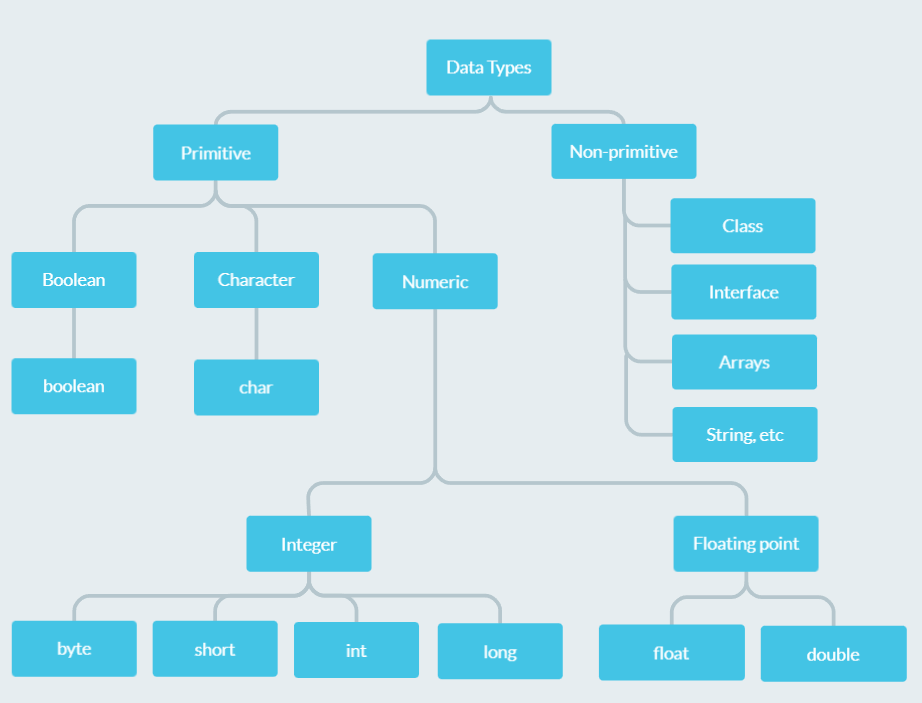 Data Types
Primitive
Non-primitive
Class
Boolean
Character
Numeric
Interface
Arrays
boolean
char
String, etc
Integer
Floating point
byte
short
int
long
float
double